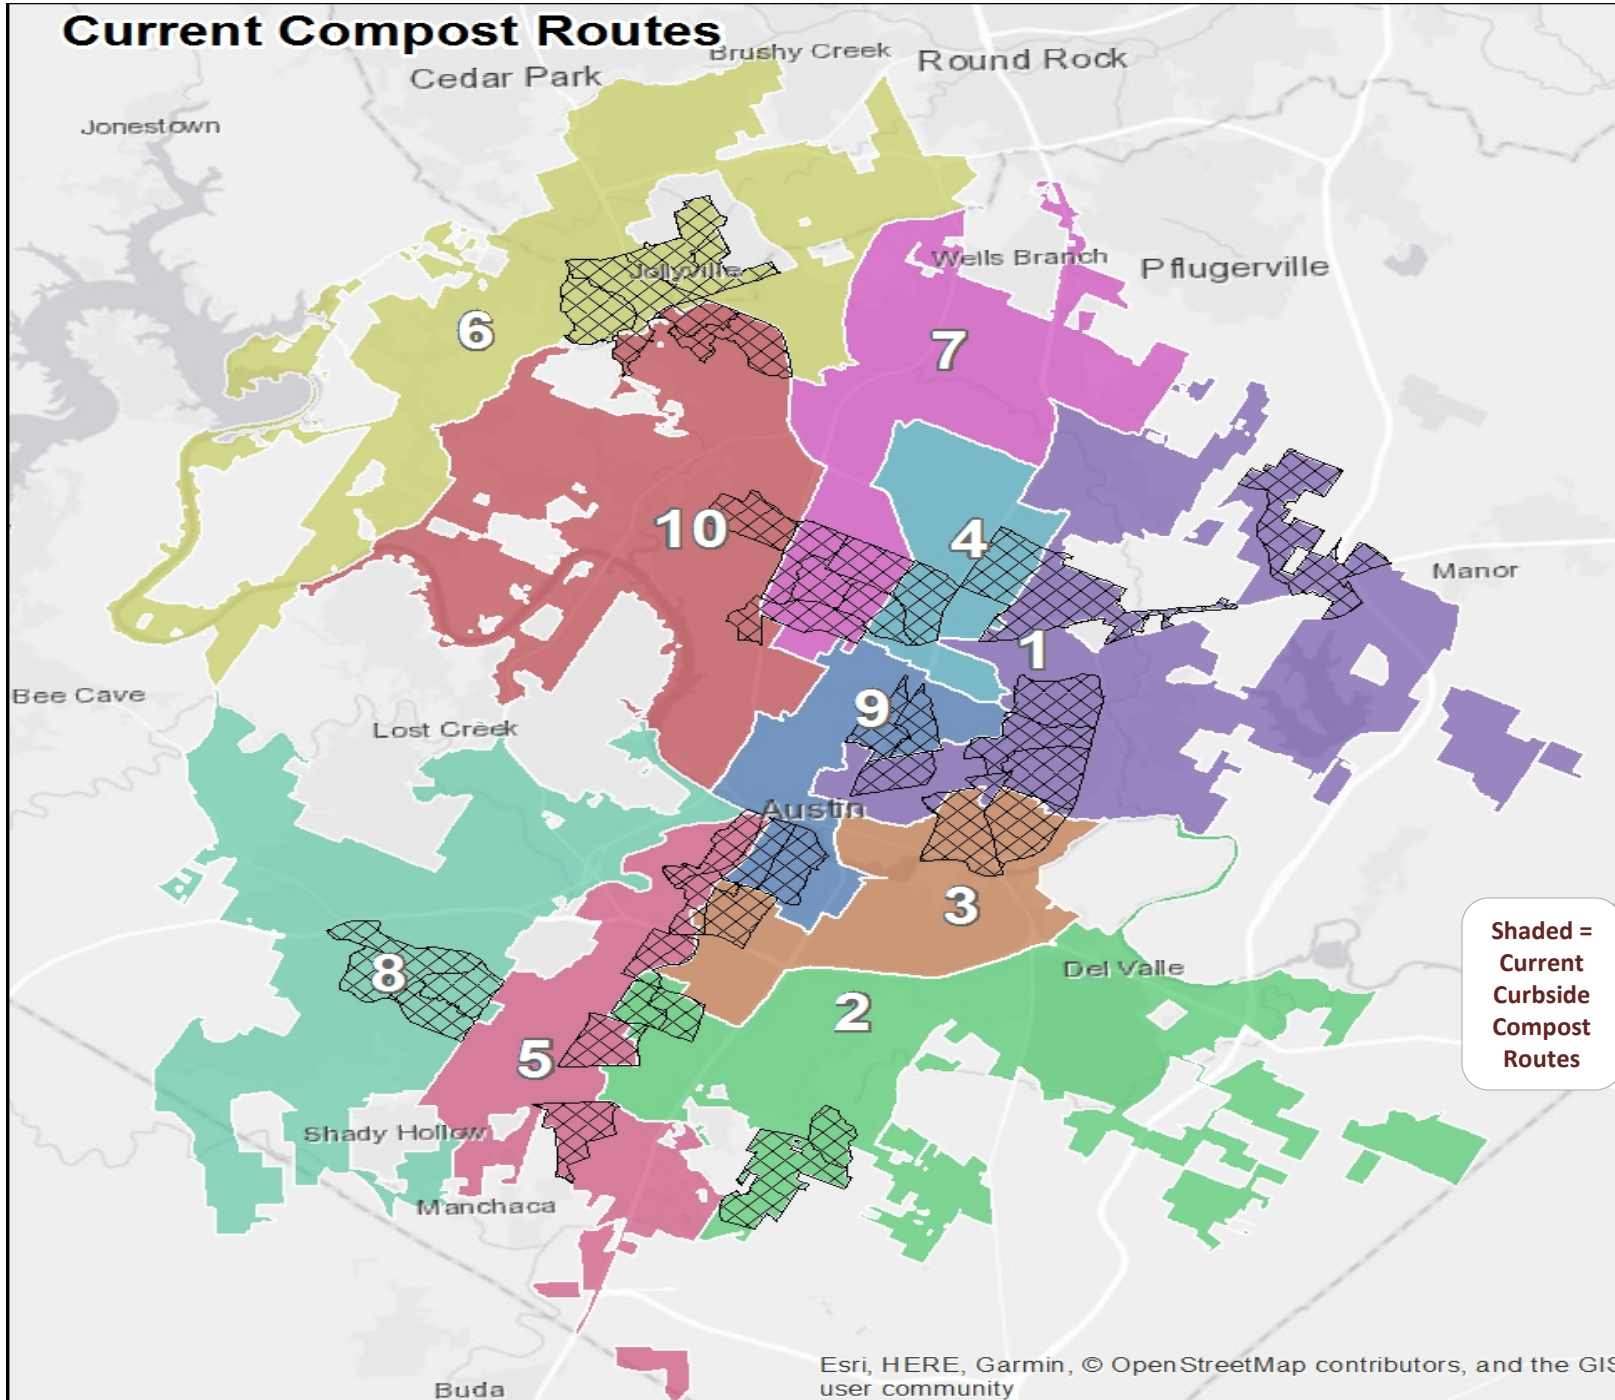 Current Compost Routes
Brushy Creek
Round Rock
Cedar Park
Jonestown
Wells Branch
Pflugerville
Jollyville
6
7
10
4
Manor
1
Bee Cave
9
Lost Creek
Austin
3
Shaded =
Current
Curbside
Compost
Routes
8
Del Valle
2
5
Shady Hollow
Manchaca
Esri, HERE, Garmin, © OpenStreetMap contributors, and the GIS
user community
Buda